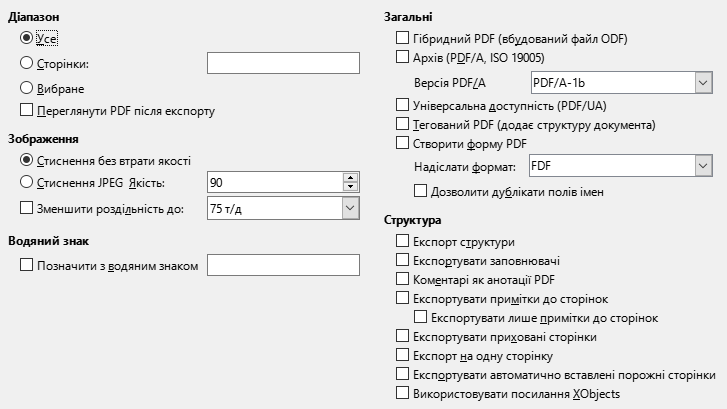 Діапазон
Усе
Сторінки:
Вибране
Переглянути PDF після експорту
Зображення
Стиснення без втрати якості
Стиснення JPEG Якість: 90
Зменшити роздільність до: 75 т/д
Водяний знак
Позначити з водяним знаком
Загальні
Гібридний PDF (вбудований файл ODF)
Архів (PDF/A, ISO 19005)
Версія PDF/A PDF/A-1b
Універсальна доступність (PDF/UA)
Тегований PDF (додає структуру документа)
Створити форму PDF
Надіслати формат: FDF
Дозволити дублікати полів імен
Структура
Експорт структури
Експортувати заповнювачі
Коментарі як анотації PDF
Експортувати примітки до сторінок
Експортувати лише примітки до сторінок
Експортувати приховані сторінки
Експорт на одну сторінку
Експортувати автоматично вставлені порожні сторінки
Використовувати посилання XObjects